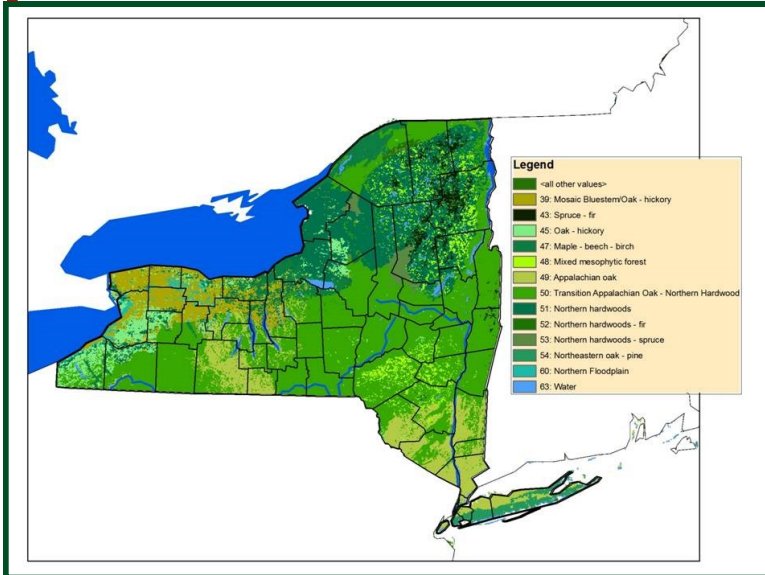 Legend
<all other values>
39: Mosaic Bluestem/Oak - hickory
43: Spruce - fir
45: Oak - hickory
47: Maple - beech - birch
48: Mixed mesophytic forest
49: Appalachian oak
50: Transition Appalachian Oak - Northern Hardwood
51: Northern hardwoods
52: Northern hardwoods - fir
53: Northern hardwoods - spruce
54: Northeastern oak - pine
60: Northern Floodplain
63: Water